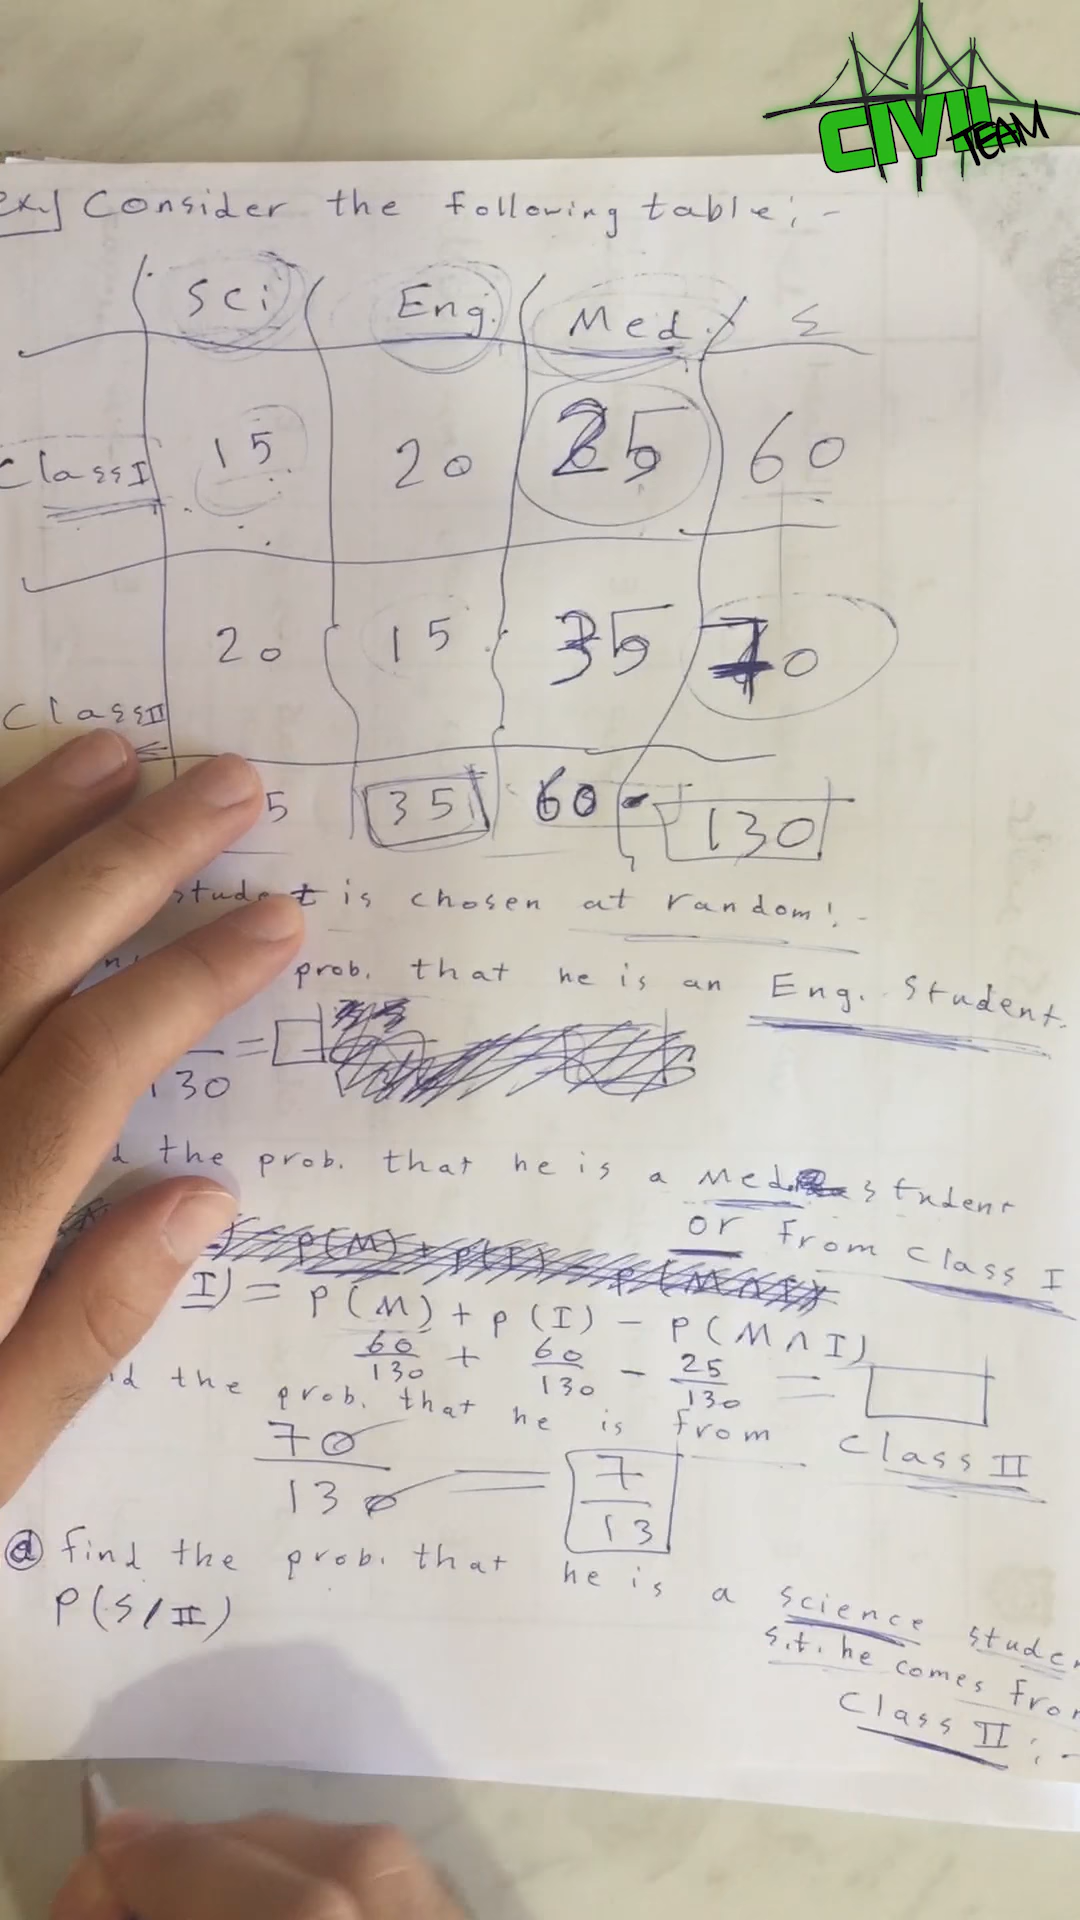 CIVIL TEAM
ex.] Consider the following table:-
Sci Eng. Med. Σ
Class I 15 20 25 60
20 15 35 70
Class II
5 35 60 130
student is chosen at random:-
prob. that he is an Eng. Student.
130 =
the prob. that he is a Med. student
or from class I
I) = P(M) + P(I) - P(M∩I)
60/130 + 60/130 - 25/130 =
the prob. that he is from Class II
70/130 = 7/13
(d) find the prob. that he is a science
s.t. he comes
Class II :-
P(S/II)